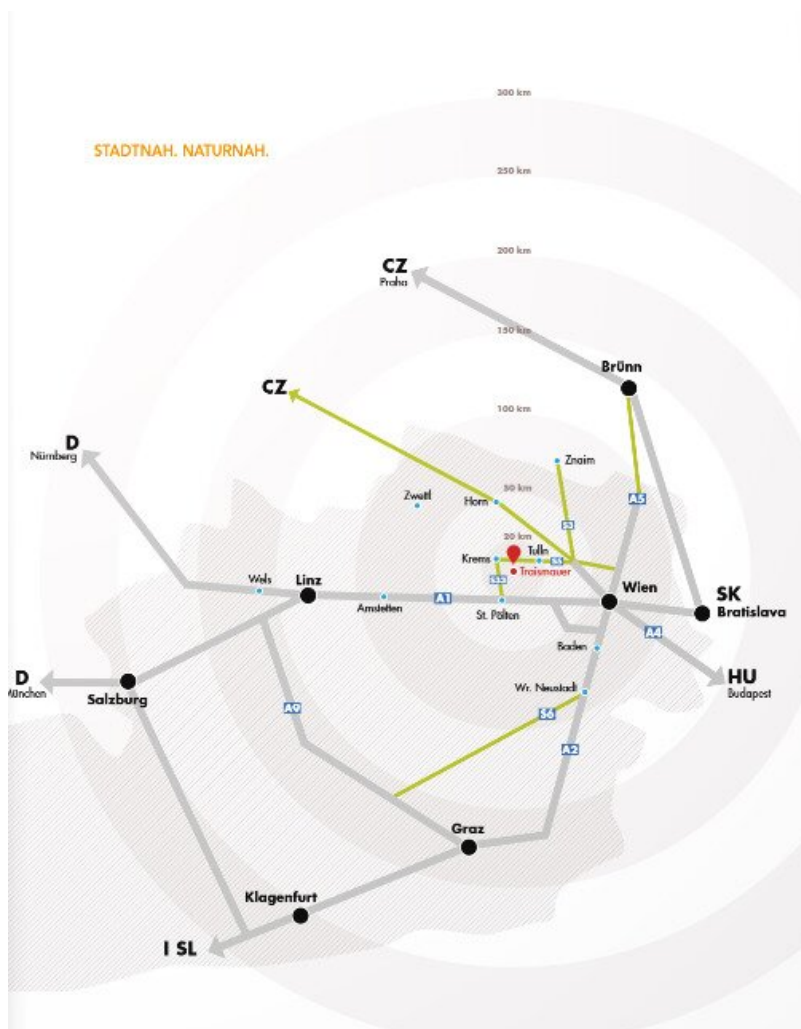 300 km
STADTNAH. NATURNAH.
250 km
200 km
CZ
Praha
150 km
Brünn
CZ
100 km
D
Nürnberg
Znaim
Zwettl
Horn
50 km
A5
S3
20 km
Krems
Tulln
S5
Traismauer
S33
Wels
Linz
Amstetten
A1
St. Pölten
Wien
SK
Bratislava
A4
Baden
D
München
Salzburg
Wr. Neustadt
HU
Budapest
A9
S6
A2
Graz
Klagenfurt
I SL